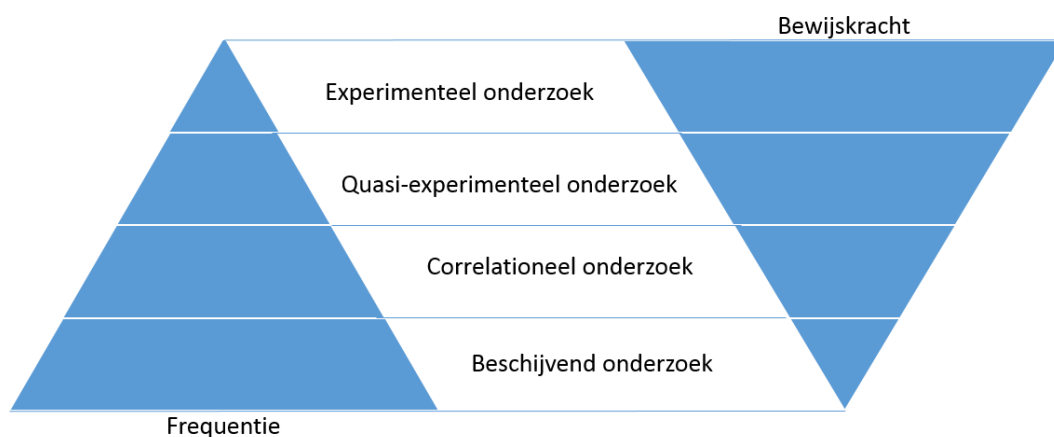 Bewijskracht
Experimenteel onderzoek
Quasi-experimenteel onderzoek
Correlationeel onderzoek
Beschijvend onderzoek
Frequentie